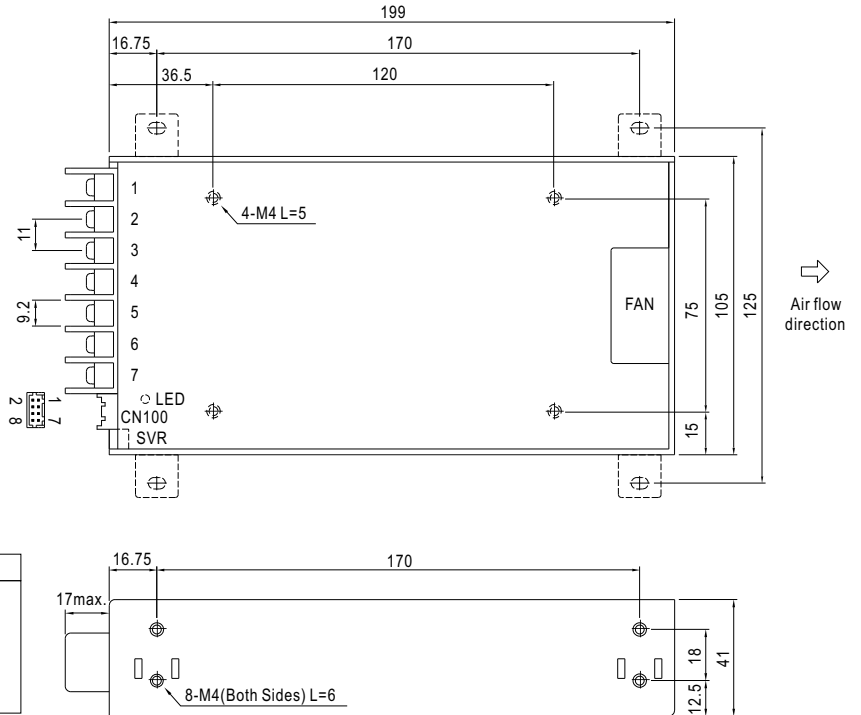 199
16.75
170
36.5
120
4-M4 L=5
1
2
3
4
5
6
7
11
9.2
LED
CN100
SVR
1 7
2 8
FAN
75
105
125
15
Air flow
direction
16.75
170
17max.
8-M4(Both Sides) L=6
18
41
12.5